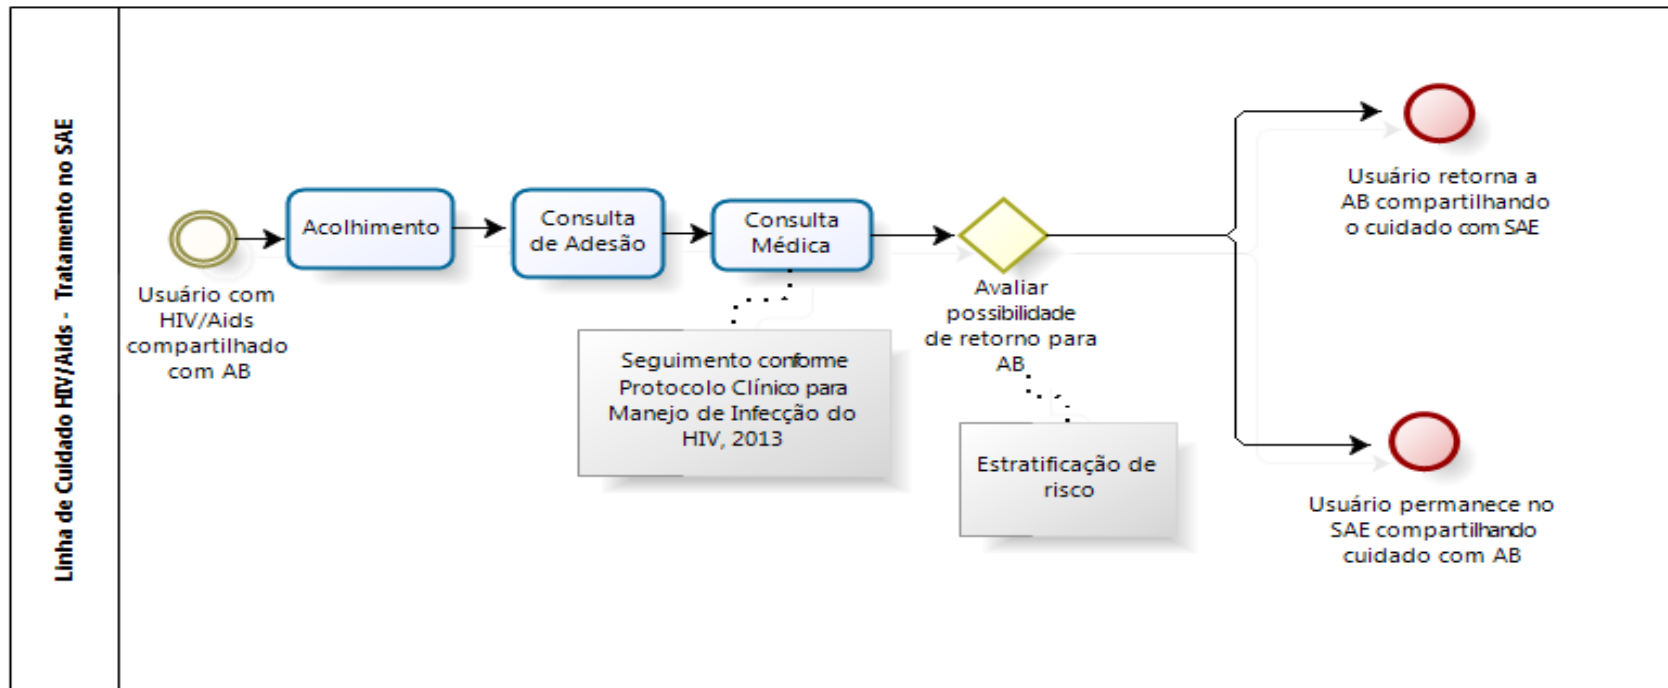 Linha de Cuidado HIV/Aids - Tratamento no SAE
Usuário com
HIV/Aids
compartilhado
com AB
Acolhimento
Consulta
de Adesão
Consulta
Médica
Seguimento conforme
Protocolo Clínico para
Manejo de Infecção do
HIV, 2013
Avaliar
possibilidade
de retorno para
AB
Estratificação de
risco
Usuário retorna a
AB compartilhando
o cuidado com SAE
Usuário permanece no
SAE compartilhando
cuidado com AB